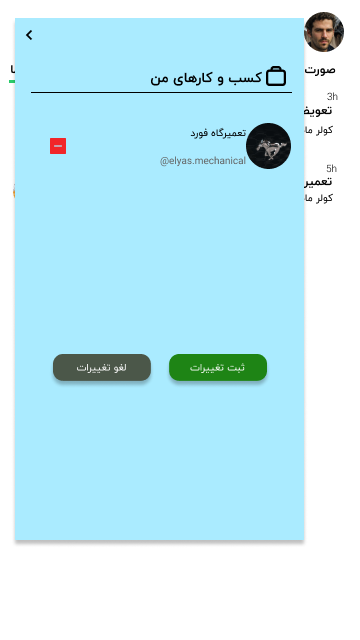 کسب و کارهای من
تعمیرگاه فورد
@elyas.mechanical
ثبت تغییرات
لغو تغییرات
صورت
3h
تعویض
کولر ما
5h
تعمیر
کولر ما